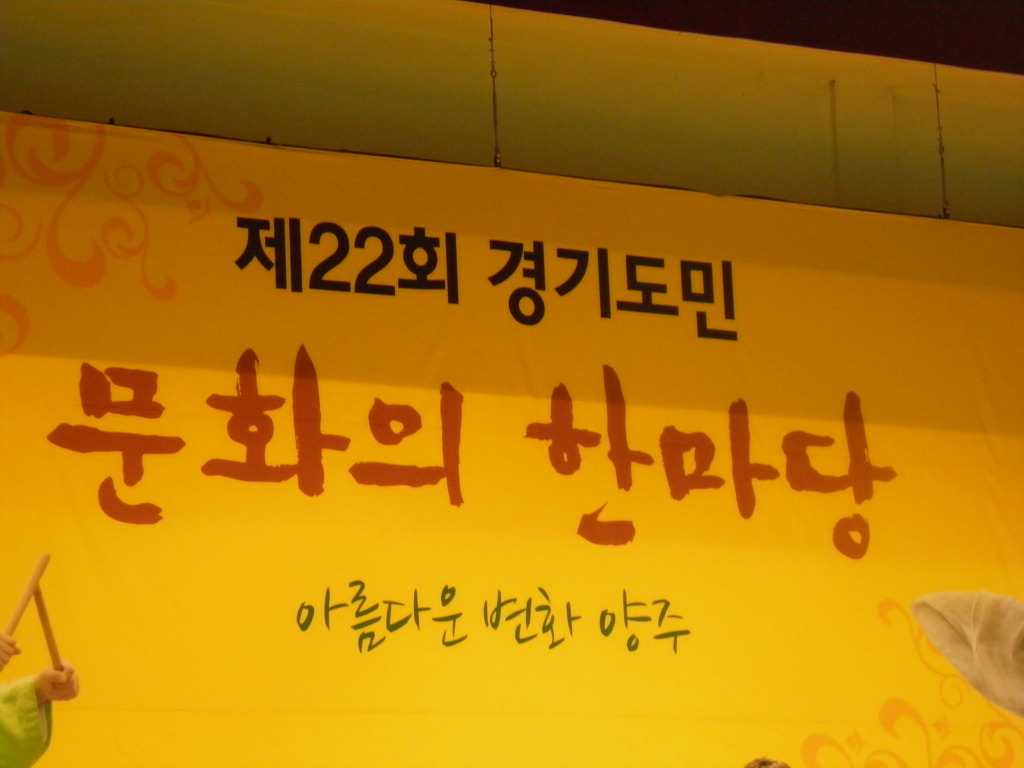 제22회 경기도민
문화의 한마당
아름다운 변화 양주